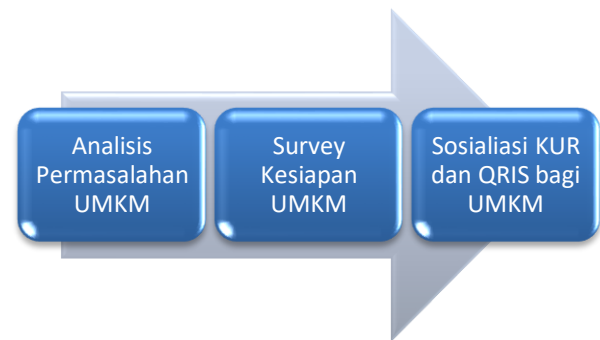 Analisis
Permasalahan
UMKM
Survey
Kesiapan
UMKM
Sosialiasi KUR
dan QRIS bagi
UMKM